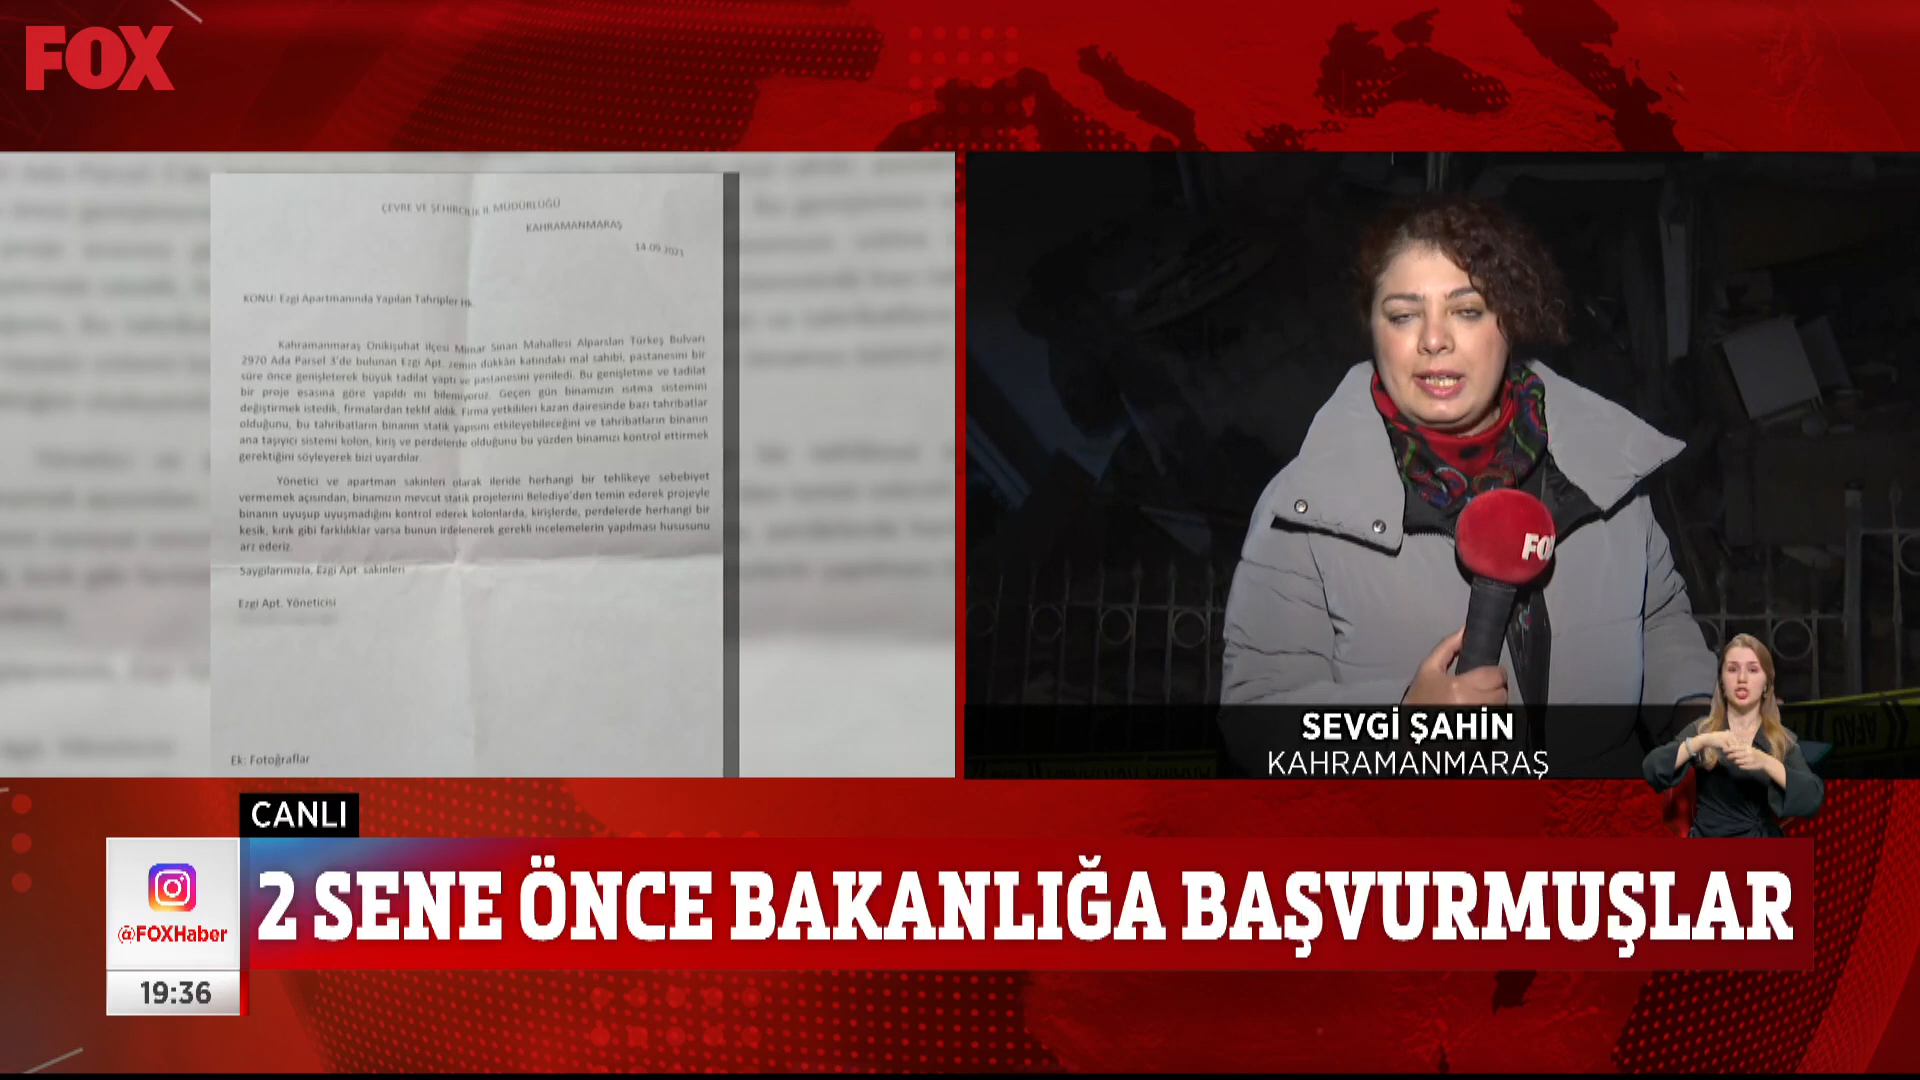 FOX
ÇEVRE VE ŞEHİRCİLİK İL MÜDÜRLÜĞÜ
KAHRAMANMARAŞ
14.09.2021
KONU: Ezgi Apartmanında Yapılan Tahripler Hk.
Kahramanmaraş Onikişubat ilçesi Mimar Sinan Mahallesi Alparslan Türkeş Bulvarı
2970 Ada Parsel 3'de bulunan Ezgi Apt. zemin dükkân katındaki mal sahibi, pastanesini bir
süre önce genişleterek büyük tadilat yaptı ve pastanesini yeniledi. Bu genişletme ve tadilat
bir proje esasına göre yapıldı mı bilemiyoruz. Geçen gün binamızın ısıtma sistemini
değiştirmek istedik, firmalardan teklif aldık. Firma yetkilileri kazan dairesinde bazı tahribatlar
olduğunu, bu tahribatların binanın statik yapısını etkileyebileceğini ve tahribatların binanın
ana taşıyıcı sistemi kolon, kiriş ve perdelerde olduğunu bu yüzden binamızı kontrol ettirmek
gerektiğini söyleyerek bizi uyardılar.
Yönetici ve apartman sakinleri olarak ileride herhangi bir tehlikeye sebebiyet
vermemek açısından, binamızın mevcut statik projelerini Belediye'den temin ederek projeyle
binanın uyuşup uyuşmadığını kontrol ederek kolonlarda, kirişlerde, perdelerde herhangi bir
kesik, kırık gibi farklılıklar varsa bunun irdelenerek gerekli incelemelerin yapılması hususunu
arz ederiz.
Saygılarımızla, Ezgi Apt. sakinleri
Ezgi Apt. Yöneticisi
Ek: Fotoğraflar
FOX
AFAD
SEVGİ ŞAHİN
KAHRAMANMARAŞ
CANLI
2 SENE ÖNCE BAKANLIĞA BAŞVURMUŞLAR
@FOXHaber
19:36